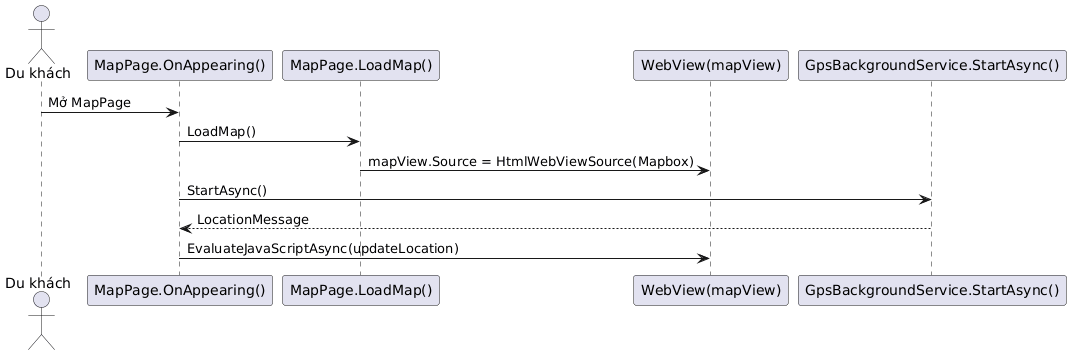 Du khách
MapPage.OnAppearing()
MapPage.LoadMap()
WebView(mapView)
GpsBackgroundService.StartAsync()
Mở MapPage
LoadMap()
mapView.Source = HtmlWebViewSource(Mapbox)
StartAsync()
LocationMessage
EvaluateJavaScriptAsync(updateLocation)
Du khách
MapPage.OnAppearing()
MapPage.LoadMap()
WebView(mapView)
GpsBackgroundService.StartAsync()